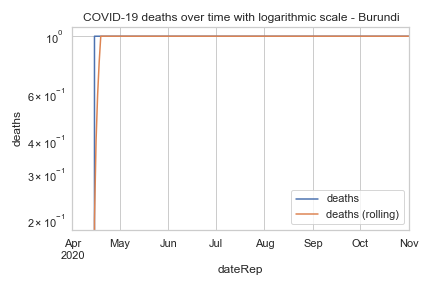 COVID-19 deaths over time with logarithmic scale - Burundi
10⁰
6 × 10⁻¹
4 × 10⁻¹
3 × 10⁻¹
2 × 10⁻¹
deaths
deaths
deaths (rolling)
Apr May Jun Jul Aug Sep Oct Nov
2020
dateRep